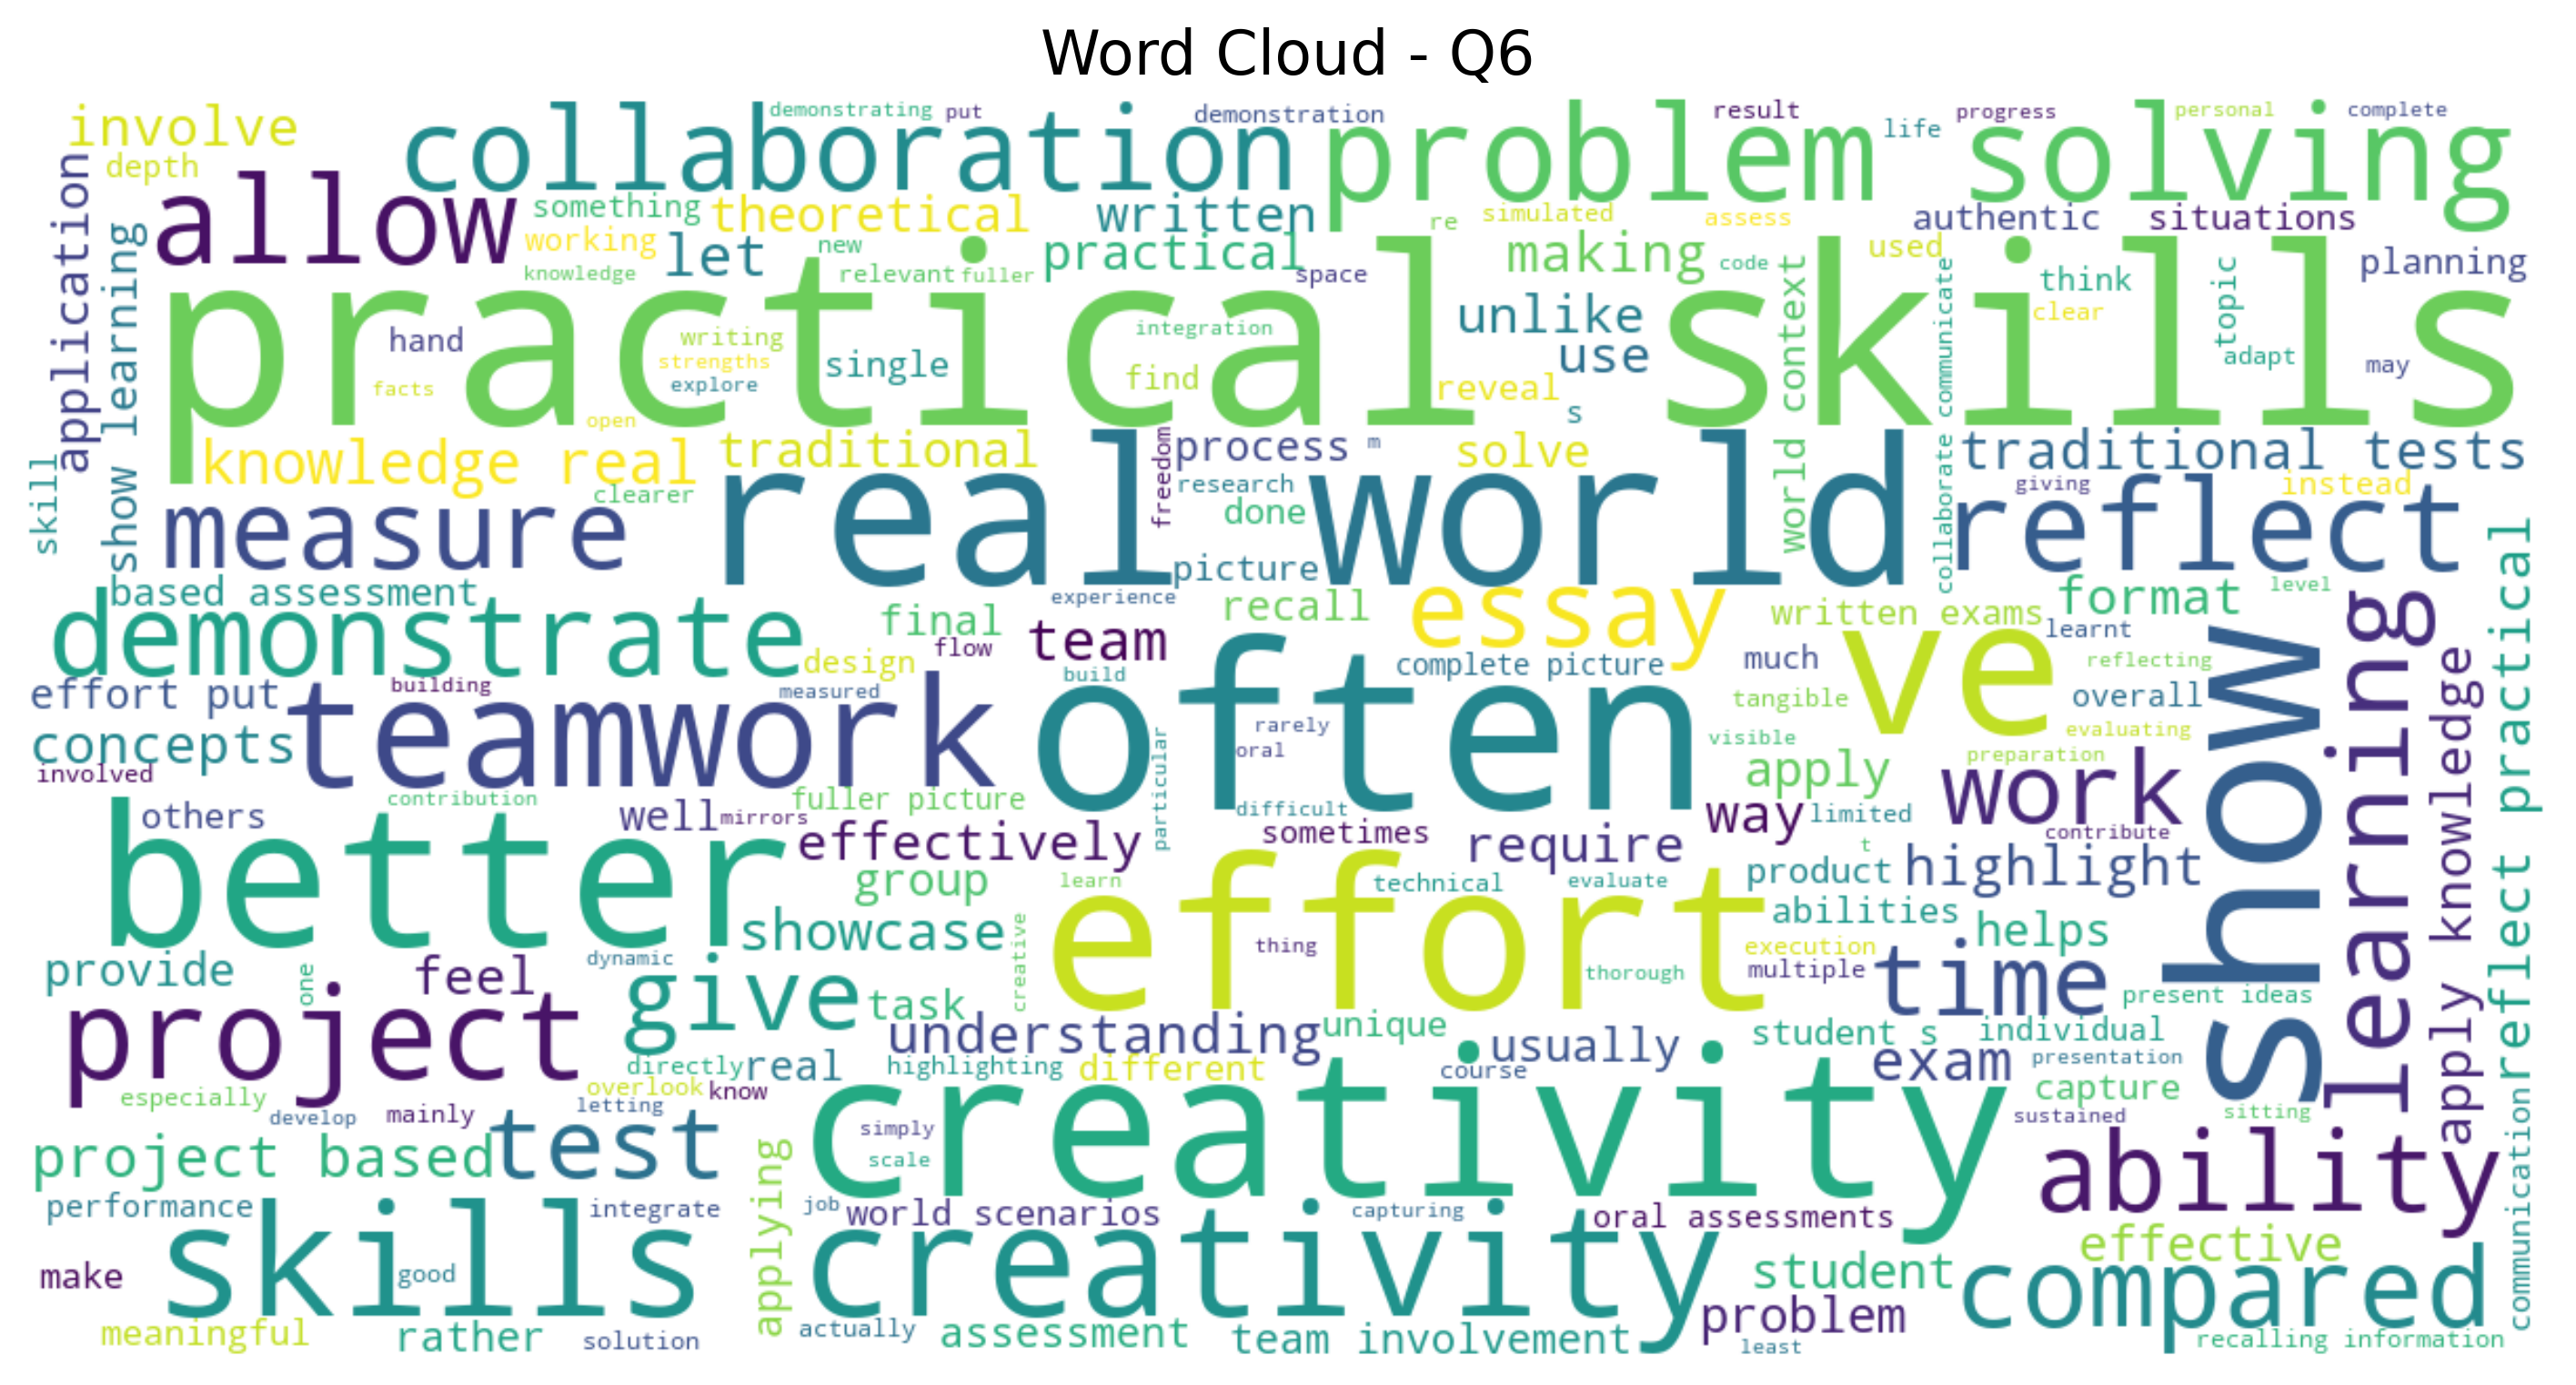 Word Cloud - Q6
involve
collaboration
demonstrating
put
demonstration
problem solving
result
life
progress
personal
complete
depth
allow
something
theoretical
written
re
simulated
assess
authentic
situations
application
show learning
working
let
new
practical
making
code
used
planning
knowledge
relevant
fuller
space
think
topic
clear
practical skills
hand
writing
strengths
explore
single
integration
find
unlike
use
world context
collaborate communicate
adapt
may
facts
open
reveal
s
knowledge real
traditional
process
m
solve
traditional tests
skill
clearer
freedom
research
done
giving
instead
measure
real world
reflect
picture
based assessment
experience
recall
essay
written exams
format
level
demonstrate
final
team
learnt
design
flow
build
complete picture
much
ve
reflecting
effort put
building
measured
tangible
overall
show
learning
apply knowledge
reflect practical
teamwork
often
rarely
oral
visible
evaluating
concepts
particular
preparation
involved
apply
work
contribution
fuller picture
difficult
way
limited
others
well
mirrors
sometimes
contribute
better
effectively
require
t
product
highlight
group
learn
technical
evaluate
showcase
creative
effort
abilities
helps
dynamic
thing
execution
provide
one
feel
thorough
multiple
time
project
give
task
present ideas
understanding
unique
usually
student s
individual
directly
real
highlighting
different
course
exam
presentation
especially
overlook
know
capture
develop
mainly
letting
creativity
sustained
sitting
project based
test
simply
scale
applying
ability
communication
performance
integrate
job
world scenarios
capturing
oral assessments
skills
creativity
effective
make
good
student
compared
problem
meaningful
rather
solution
actually
assessment
team involvement
least
recalling information